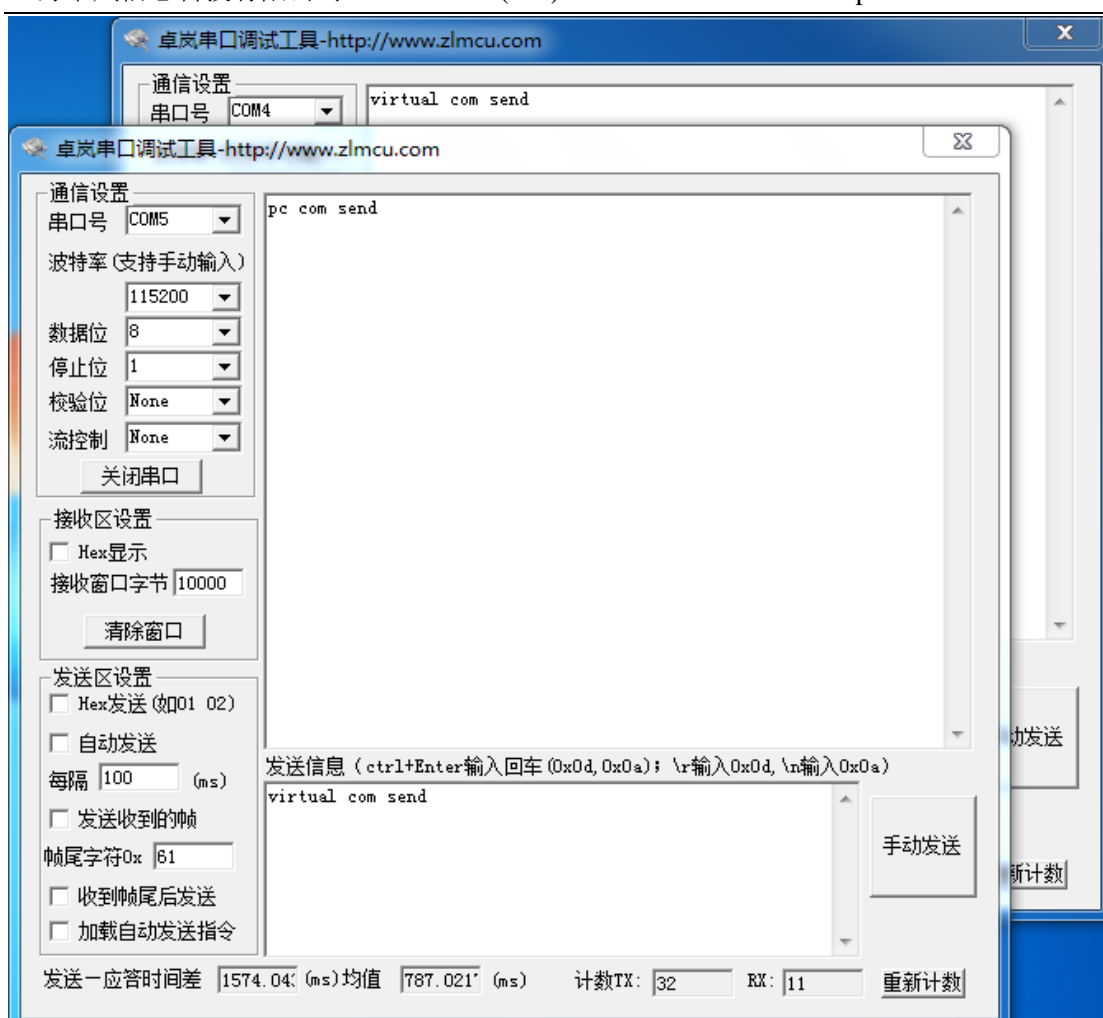 卓岚串口调试工具-http://www.zlmcu.com
通信设置
串口号 COM4
virtual com send
卓岚串口调试工具-http://www.zlmcu.com
通信设置
串口号 COM5
pc com send
波特率(支持手动输入)
115200
数据位 8
停止位 1
校验位 None
流控制 None
关闭串口
接收区设置
Hex显示
接收窗口字节 10000
清除窗口
发送区设置
Hex发送(如01 02)
自动发送
动发送
每隔 100 (ms)
发送信息(ctrl+Enter输入回车(0x0d,0x0a); \r输入0x0d,\n输入0x0a)
virtual com send
发送收到的帧
手动发送
帧尾字符0x 61
新计数
收到帧尾后发送
加载自动发送指令
发送一应答时间差 1574.04 (ms)均值 787.021 (ms) 计数TX: 32 RX: 11 重新计数